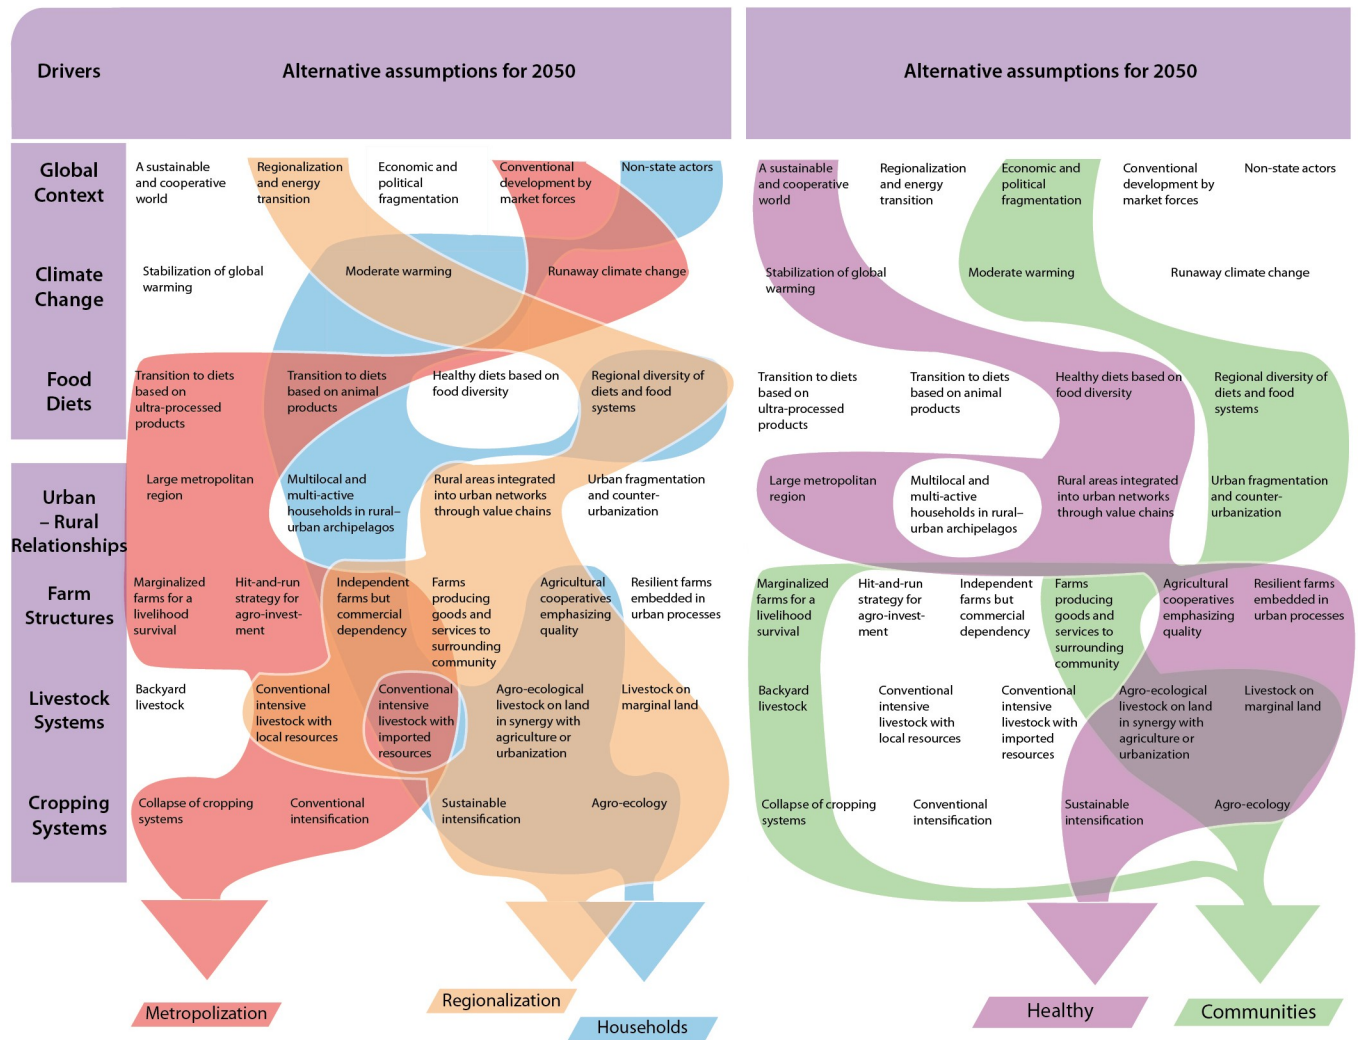 Drivers
Alternative assumptions for 2050
Alternative assumptions for 2050
Global
Context
A sustainable
and cooperative
world
Regionalization
and energy
transition
Economic and
political
fragmentation
Conventional
development by
market forces
Non-state actors
A sustainable
and cooperative
world
Regionalization
and energy
transition
Economic and
political
fragmentation
Conventional
development by
market forces
Non-state actors
Climate
Change
Stabilization of global
warming
Moderate warming
Runaway climate change
Stabilization of global
warming
Moderate warming
Runaway climate change
Food
Diets
Transition to diets
based on
ultra-processed
products
Transition to diets
based on animal
products
Healthy diets based on
food diversity
Regional diversity of
diets and food
systems
Transition to diets
based on
ultra-processed
products
Transition to diets
based on animal
products
Healthy diets based on
food diversity
Regional diversity of
diets and food
systems
Urban
– Rural
Relationships
Large metropolitan
region
Multilocal and
multi-active
households in rural–
urban archipelagos
Rural areas integrated
into urban networks
through value chains
Urban fragmentation
and counter-
urbanization
Large metropolitan
region
Multilocal and
multi-active
households in rural–
urban archipelagos
Rural areas integrated
into urban networks
through value chains
Urban fragmentation
and counter-
urbanization
Farm
Structures
Marginalized
farms for a
livelihood
survival
Hit-and-run
strategy for
agro-invest-
ment
Independent
farms but
commercial
dependency
Farms
producing
goods and
services to
surrounding
community
Agricultural
cooperatives
emphasizing
quality
Resilient farms
embedded in
urban processes
Marginalized
farms for a
livelihood
survival
Hit-and-run
strategy for
agro-invest-
ment
Independent
farms but
commercial
dependency
Farms
producing
goods and
services to
surrounding
community
Agricultural
cooperatives
emphasizing
quality
Resilient farms
embedded in
urban processes
Livestock
Systems
Backyard
livestock
Conventional
intensive
livestock with
local resources
Conventional
intensive
livestock with
imported
resources
Agro-ecological
livestock on land
in synergy with
agriculture or
urbanization
Livestock on
marginal land
Backyard
livestock
Conventional
intensive
livestock with
local resources
Conventional
intensive
livestock with
imported
resources
Agro-ecological
livestock on land
in synergy with
agriculture or
urbanization
Livestock on
marginal land
Cropping
Systems
Collapse of cropping
systems
Conventional
intensification
Sustainable
intensification
Agro-ecology
Collapse of cropping
systems
Conventional
intensification
Sustainable
intensification
Agro-ecology
Metropolization
Regionalization
Households
Healthy
Communities